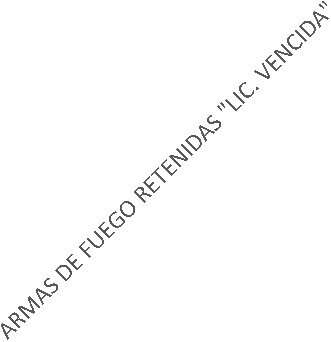 ARMAS DE FUEGO RETENIDAS "LIC. VENCIDA"